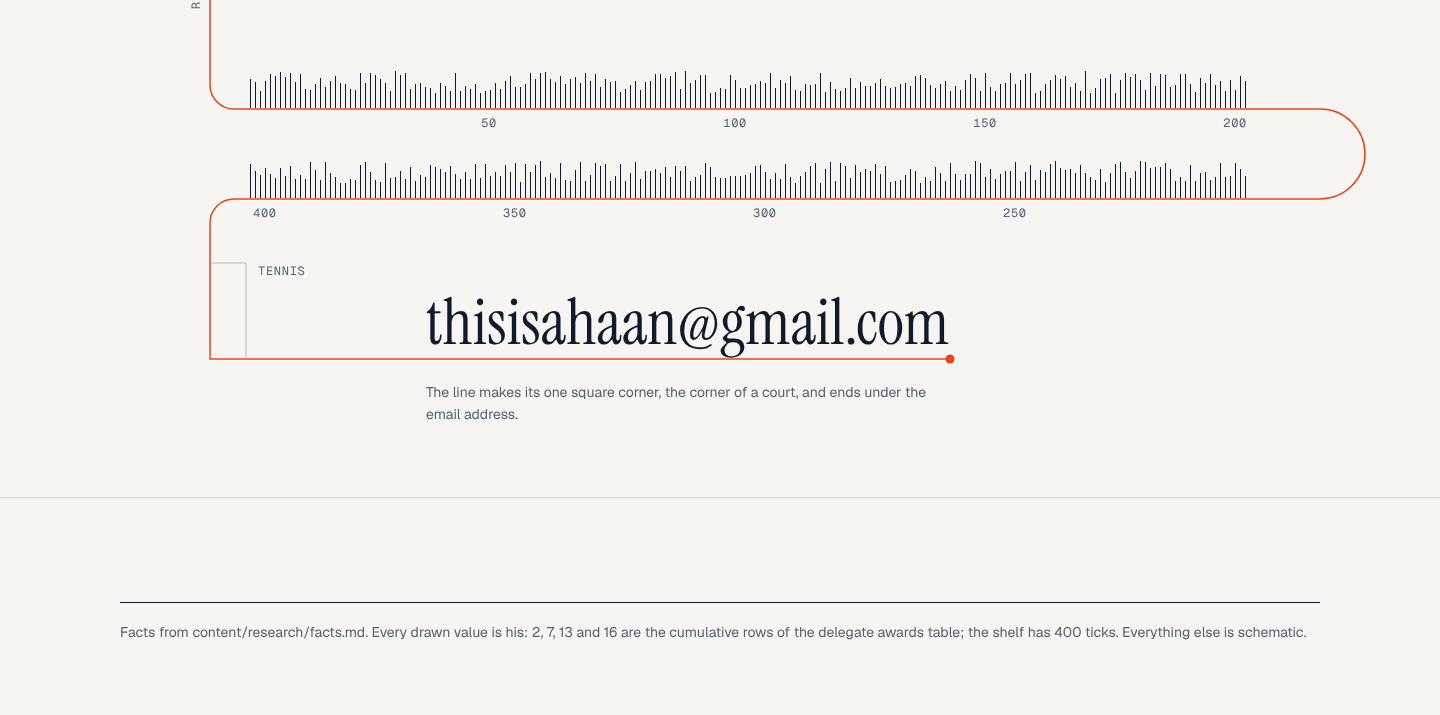 R
50 100 150 200
400 350 300 250
TENNIS
thisisahaan@gmail.com
The line makes its one square corner, the corner of a court, and ends under the
email address.
Facts from content/research/facts.md. Every drawn value is his: 2, 7, 13 and 16 are the cumulative rows of the delegate awards table; the shelf has 400 ticks. Everything else is schematic.